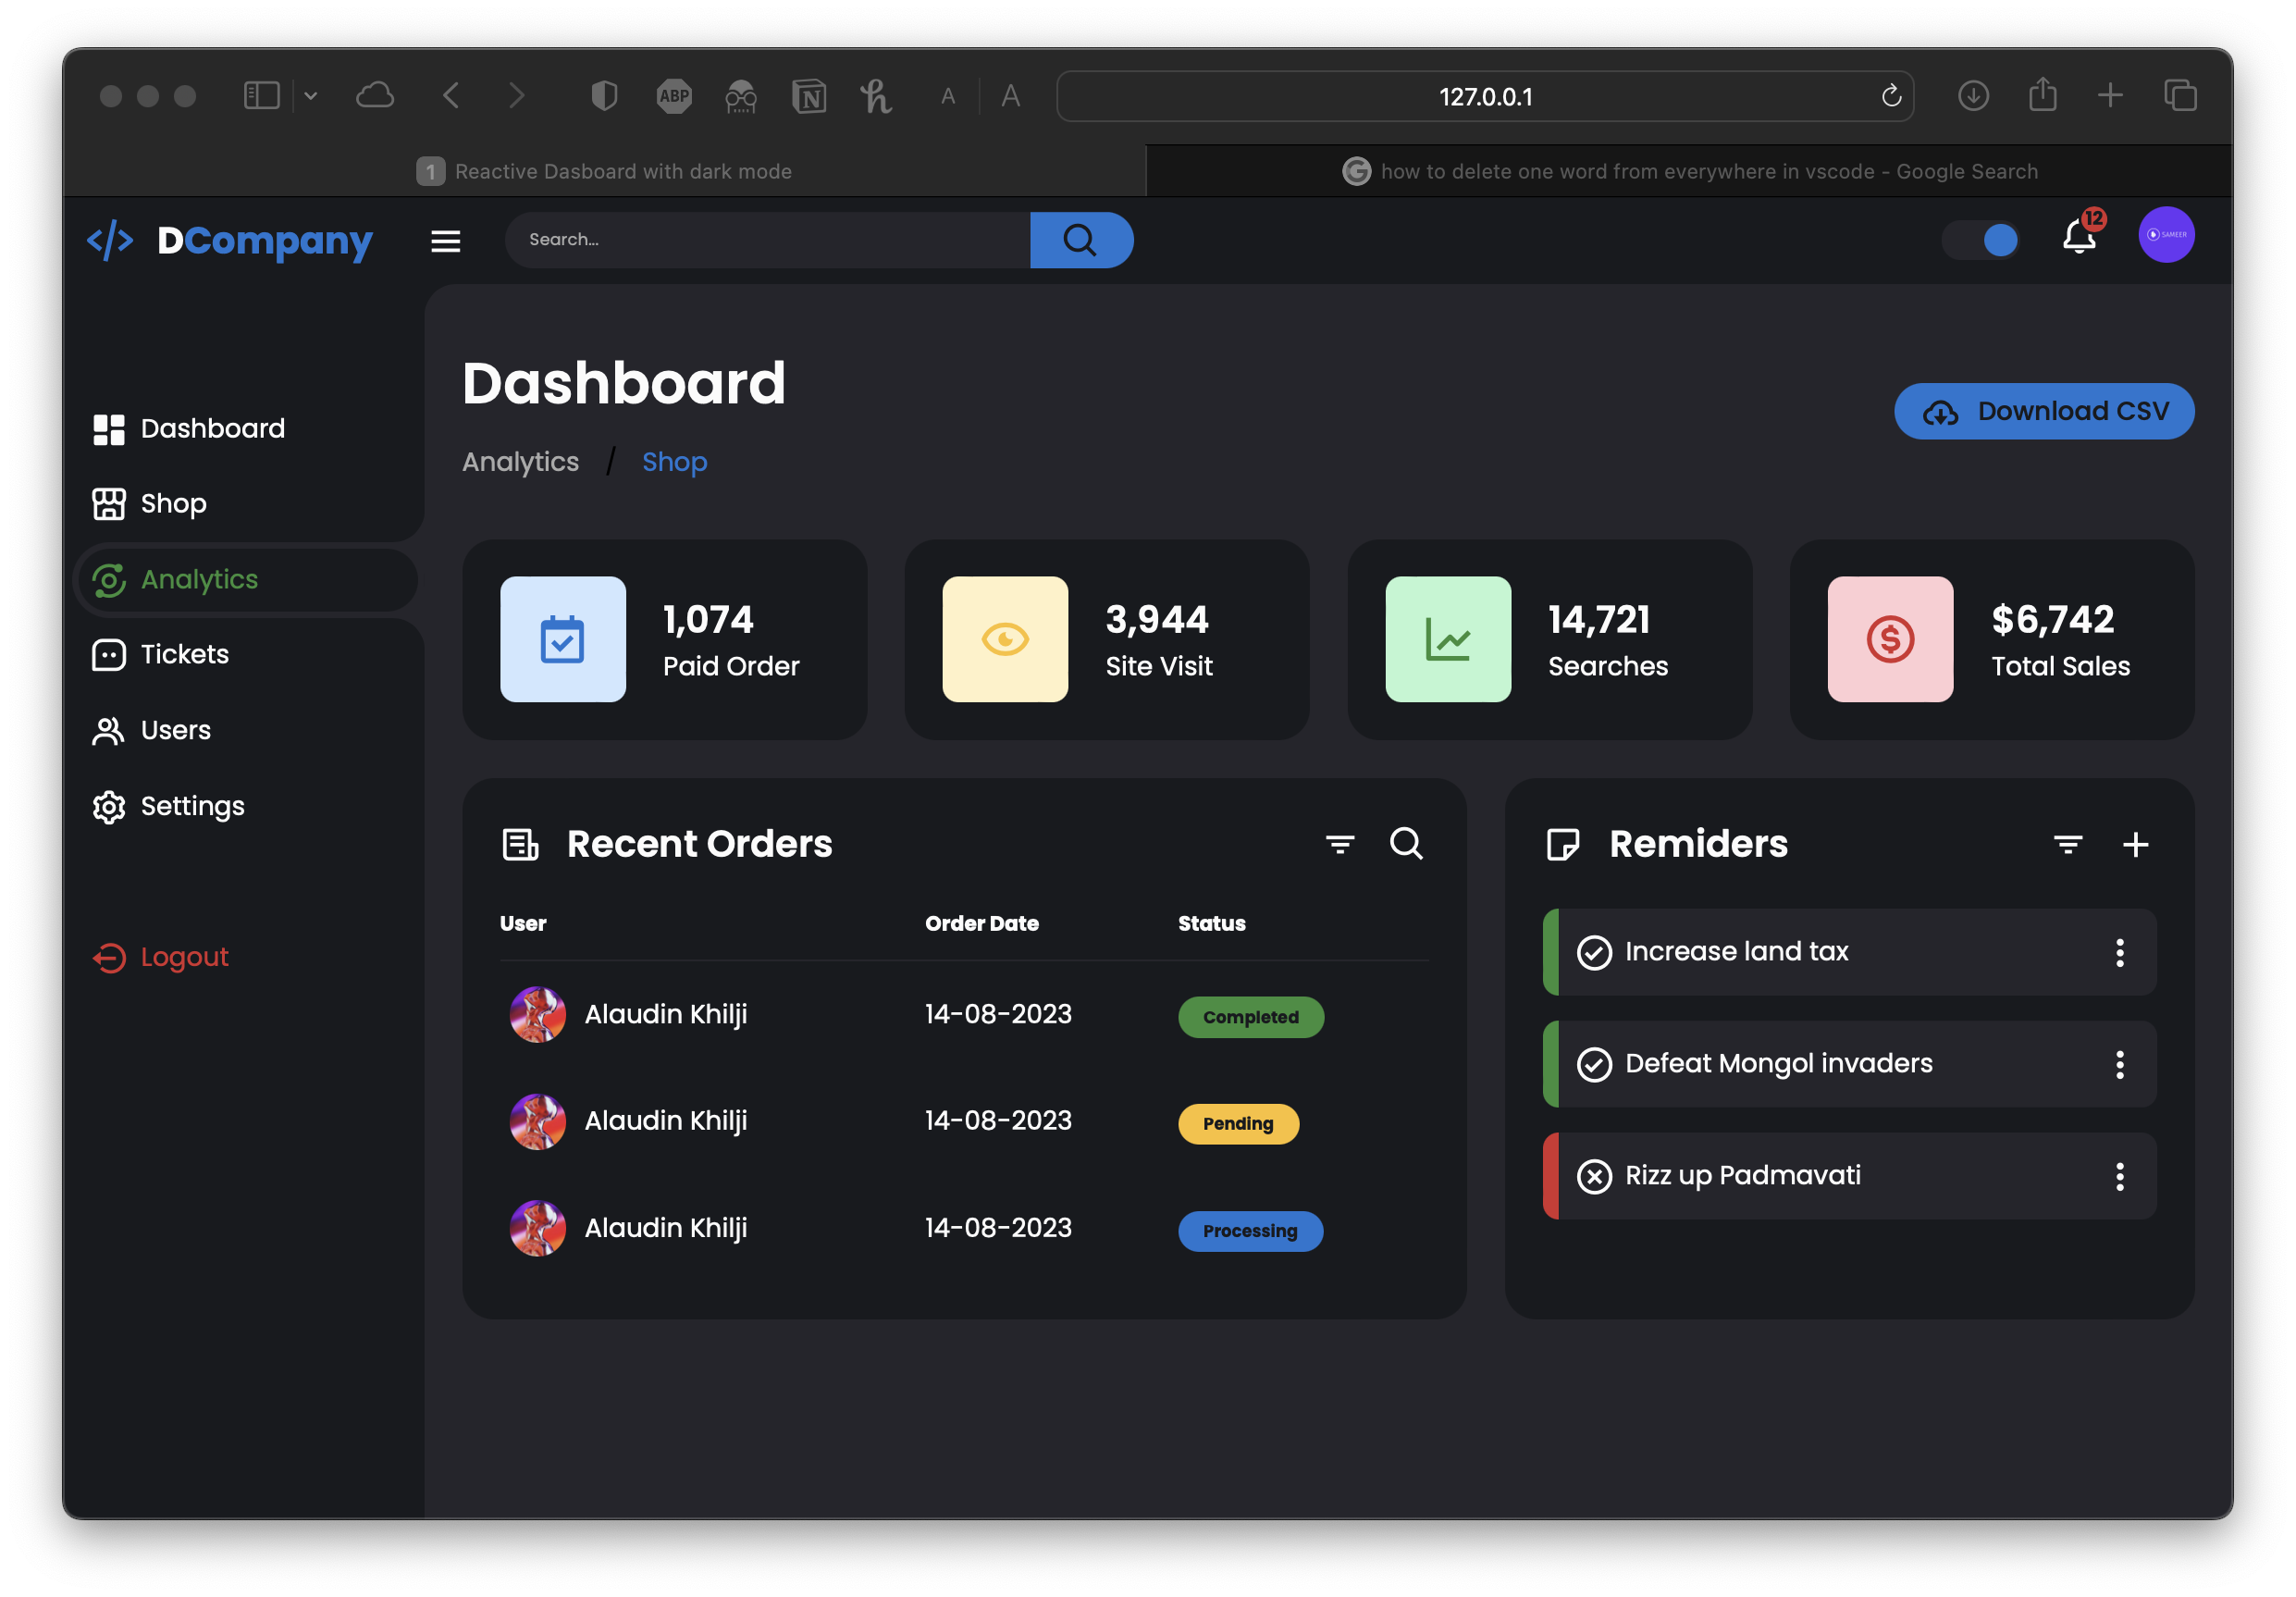 ABP
N
h
A
A
127.0.0.1
1 Reactive Dasboard with dark mode
G how to delete one word from everywhere in vscode - Google Search
</> DCompany
Search...
12
SAMEER
Dashboard
Download CSV
Analytics / Shop
Dashboard
Shop
Analytics
Tickets
Users
Settings
Logout
1,074
Paid Order
3,944
Site Visit
14,721
Searches
$6,742
Total Sales
Recent Orders
User Order Date Status
Alaudin Khilji 14-08-2023 Completed
Alaudin Khilji 14-08-2023 Pending
Alaudin Khilji 14-08-2023 Processing
Remiders
Increase land tax
Defeat Mongol invaders
Rizz up Padmavati